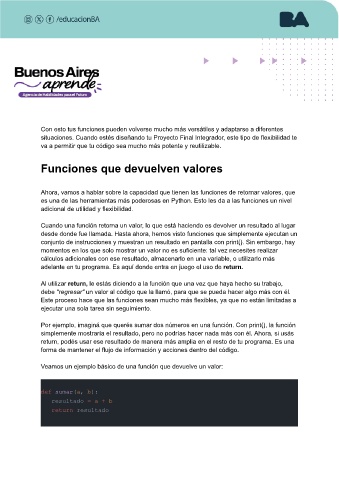 /educacionBA
BA
Buenos Aires
aprende
Agencia de Habilidades para el Futuro
Con esto tus funciones pueden volverse mucho más versátiles y adaptarse a diferentes
situaciones. Cuando estés diseñando tu Proyecto Final Integrador, este tipo de flexibilidad te
va a permitir que tu código sea mucho más potente y reutilizable.
Funciones que devuelven valores
Ahora, vamos a hablar sobre la capacidad que tienen las funciones de retornar valores, que
es una de las herramientas más poderosas en Python. Esto les da a las funciones un nivel
adicional de utilidad y flexibilidad.
Cuando una función retorna un valor, lo que está haciendo es devolver un resultado al lugar
desde donde fue llamada. Hasta ahora, hemos visto funciones que simplemente ejecutan un
conjunto de instrucciones y muestran un resultado en pantalla con print(). Sin embargo, hay
momentos en los que solo mostrar un valor no es suficiente: tal vez necesites realizar
cálculos adicionales con ese resultado, almacenarlo en una variable, o utilizarlo más
adelante en tu programa. Es aquí donde entra en juego el uso de return.
Al utilizar return, le estás diciendo a la función que una vez que haya hecho su trabajo,
debe "regresar" un valor al código que la llamó, para que se pueda hacer algo más con él.
Este proceso hace que las funciones sean mucho más flexibles, ya que no están limitadas a
ejecutar una sola tarea sin seguimiento.
Por ejemplo, imaginá que querés sumar dos números en una función. Con print(), la función
simplemente mostraría el resultado, pero no podrías hacer nada más con él. Ahora, si usás
return, podés usar ese resultado de manera más amplia en el resto de tu programa. Es una
forma de mantener el flujo de información y acciones dentro del código.
Veamos un ejemplo básico de una función que devuelve un valor:
def sumar(a, b):
resultado = a + b
return resultado